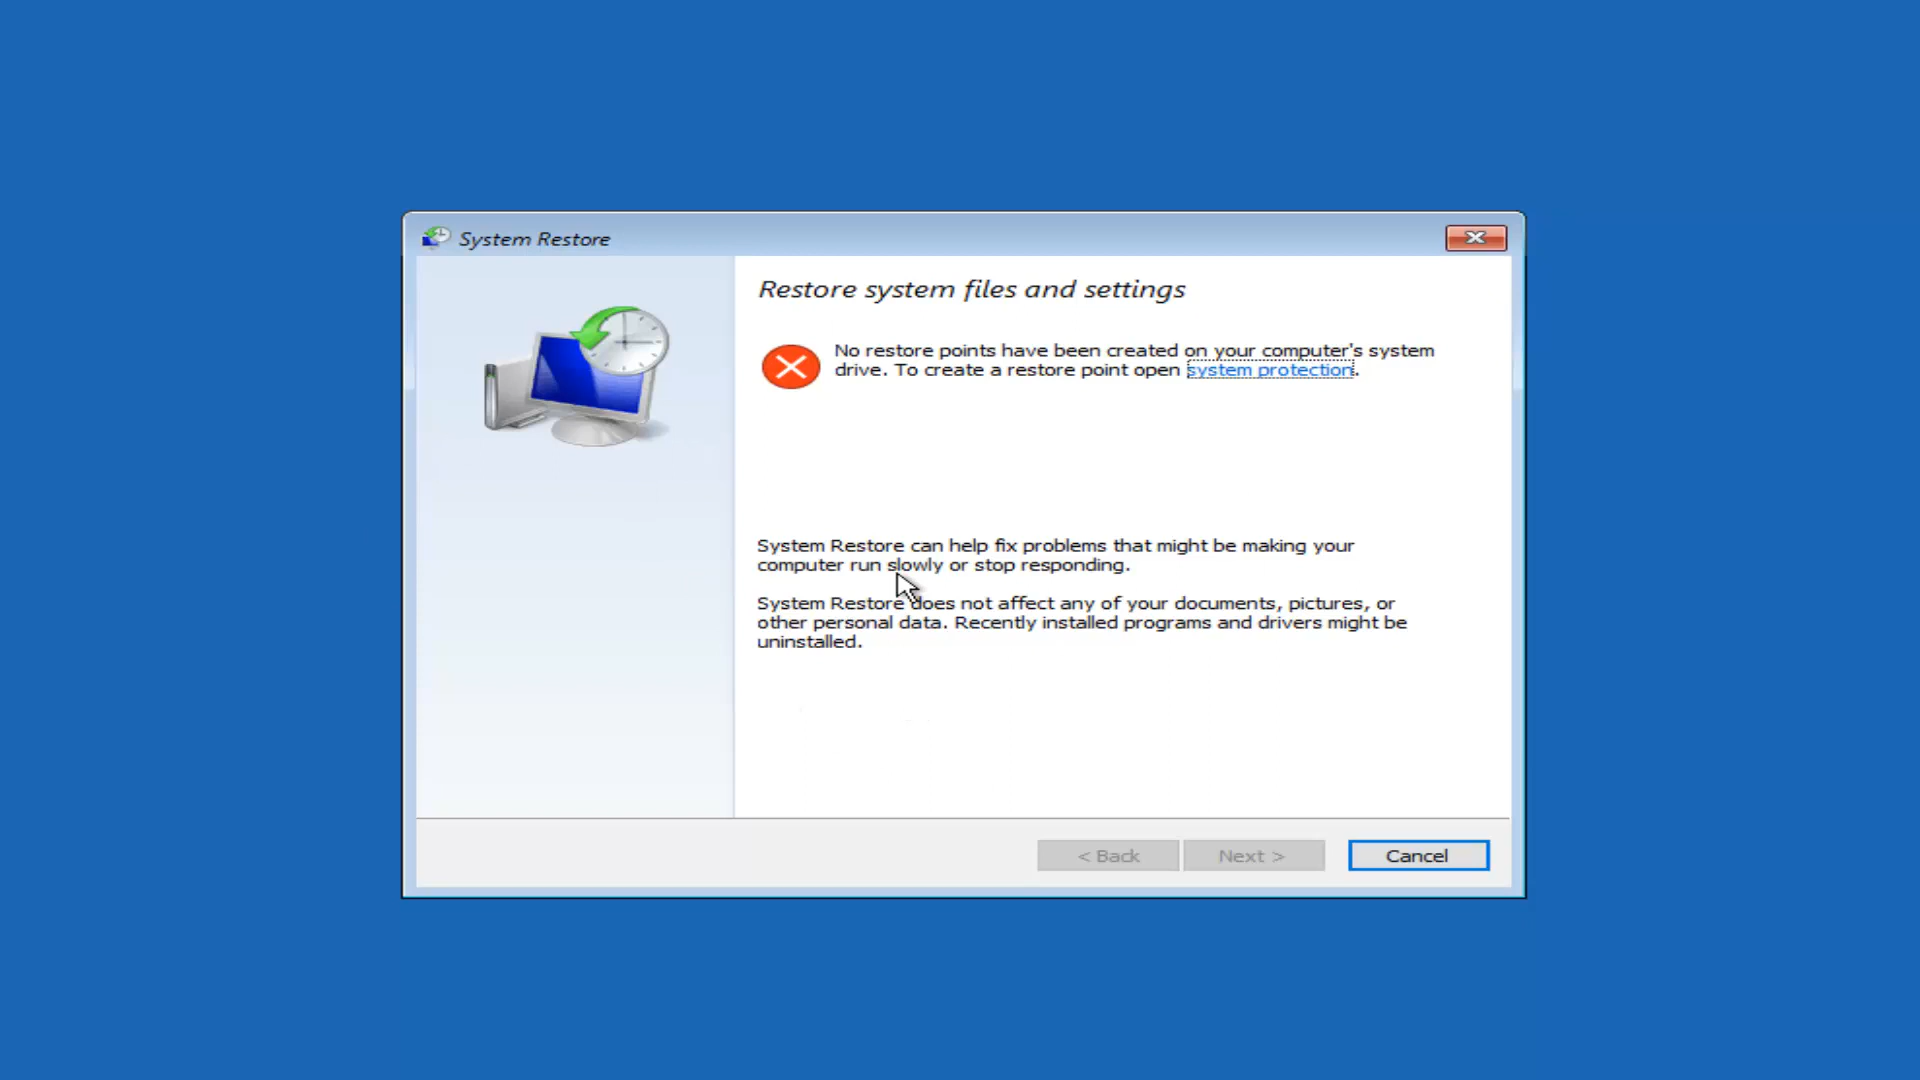 System Restore
Restore system files and settings
No restore points have been created on your computer's system
drive. To create a restore point open system protection.
System Restore can help fix problems that might be making your
computer run slowly or stop responding.
System Restore does not affect any of your documents, pictures, or
other personal data. Recently installed programs and drivers might be
uninstalled.
< Back Next > Cancel